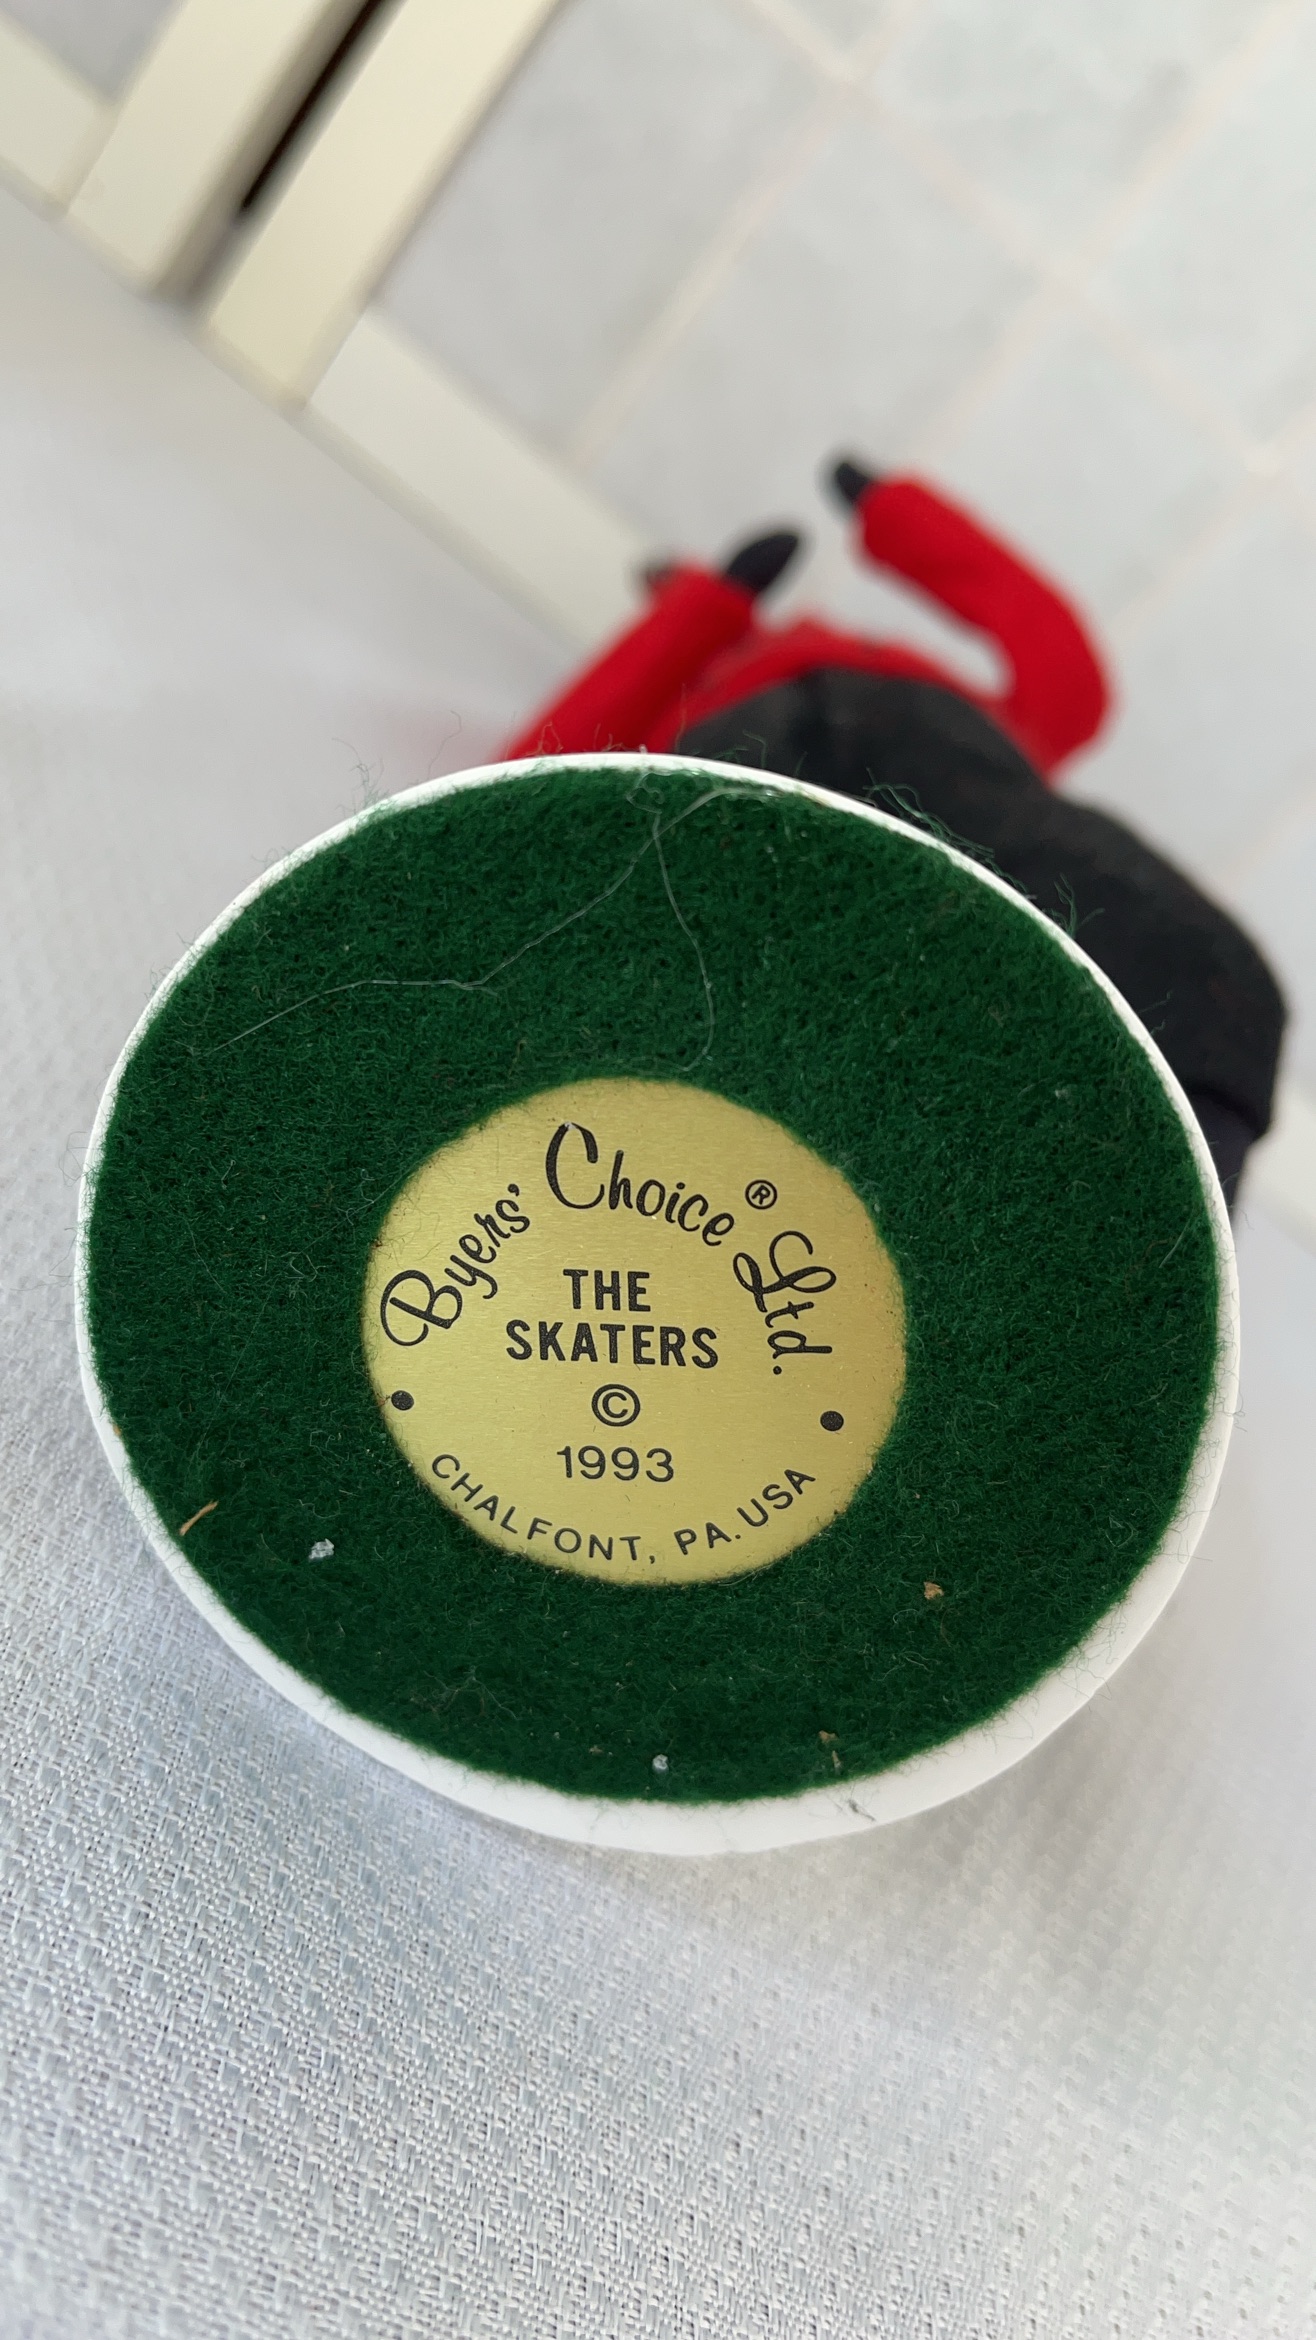 Byers' Choice® Ltd.
THE
SKATERS
©
1993
CHALFONT, PA. USA